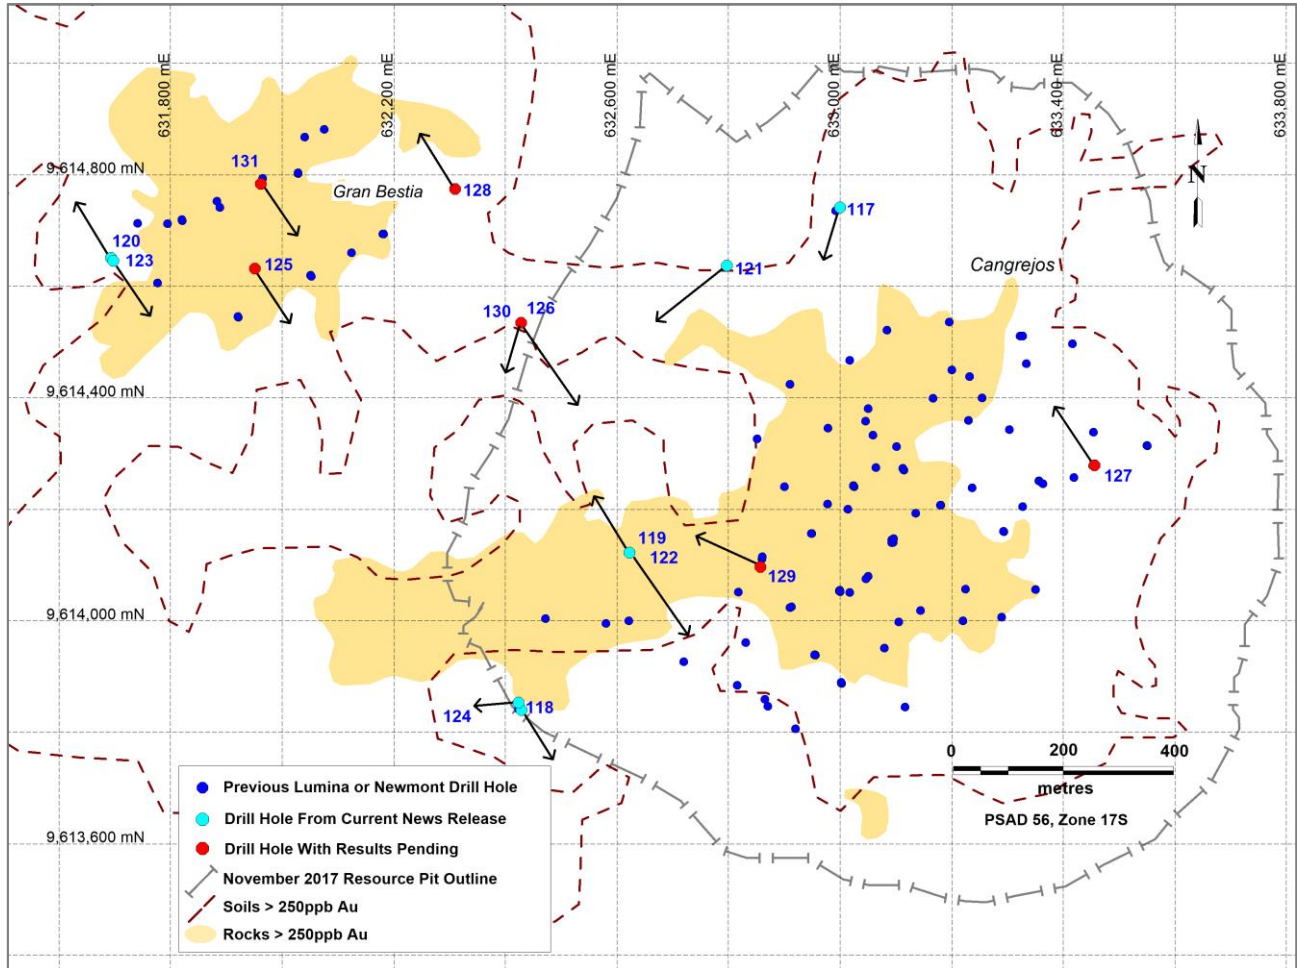 631,800 mE
632,200 mE
632,600 mE
633,000 mE
633,400 mE
633,800 mE
9,614,800 mN
131
Gran Bestia
128
N
117
120
123
125
121
Cangrejos
130
126
9,614,400 mN
127
119
122
129
9,614,000 mN
124
118
0 200 400
metres
PSAD 56, Zone 17S
9,613,600 mN
Previous Lumina or Newmont Drill Hole
Drill Hole From Current News Release
Drill Hole With Results Pending
November 2017 Resource Pit Outline
Soils > 250ppb Au
Rocks > 250ppb Au